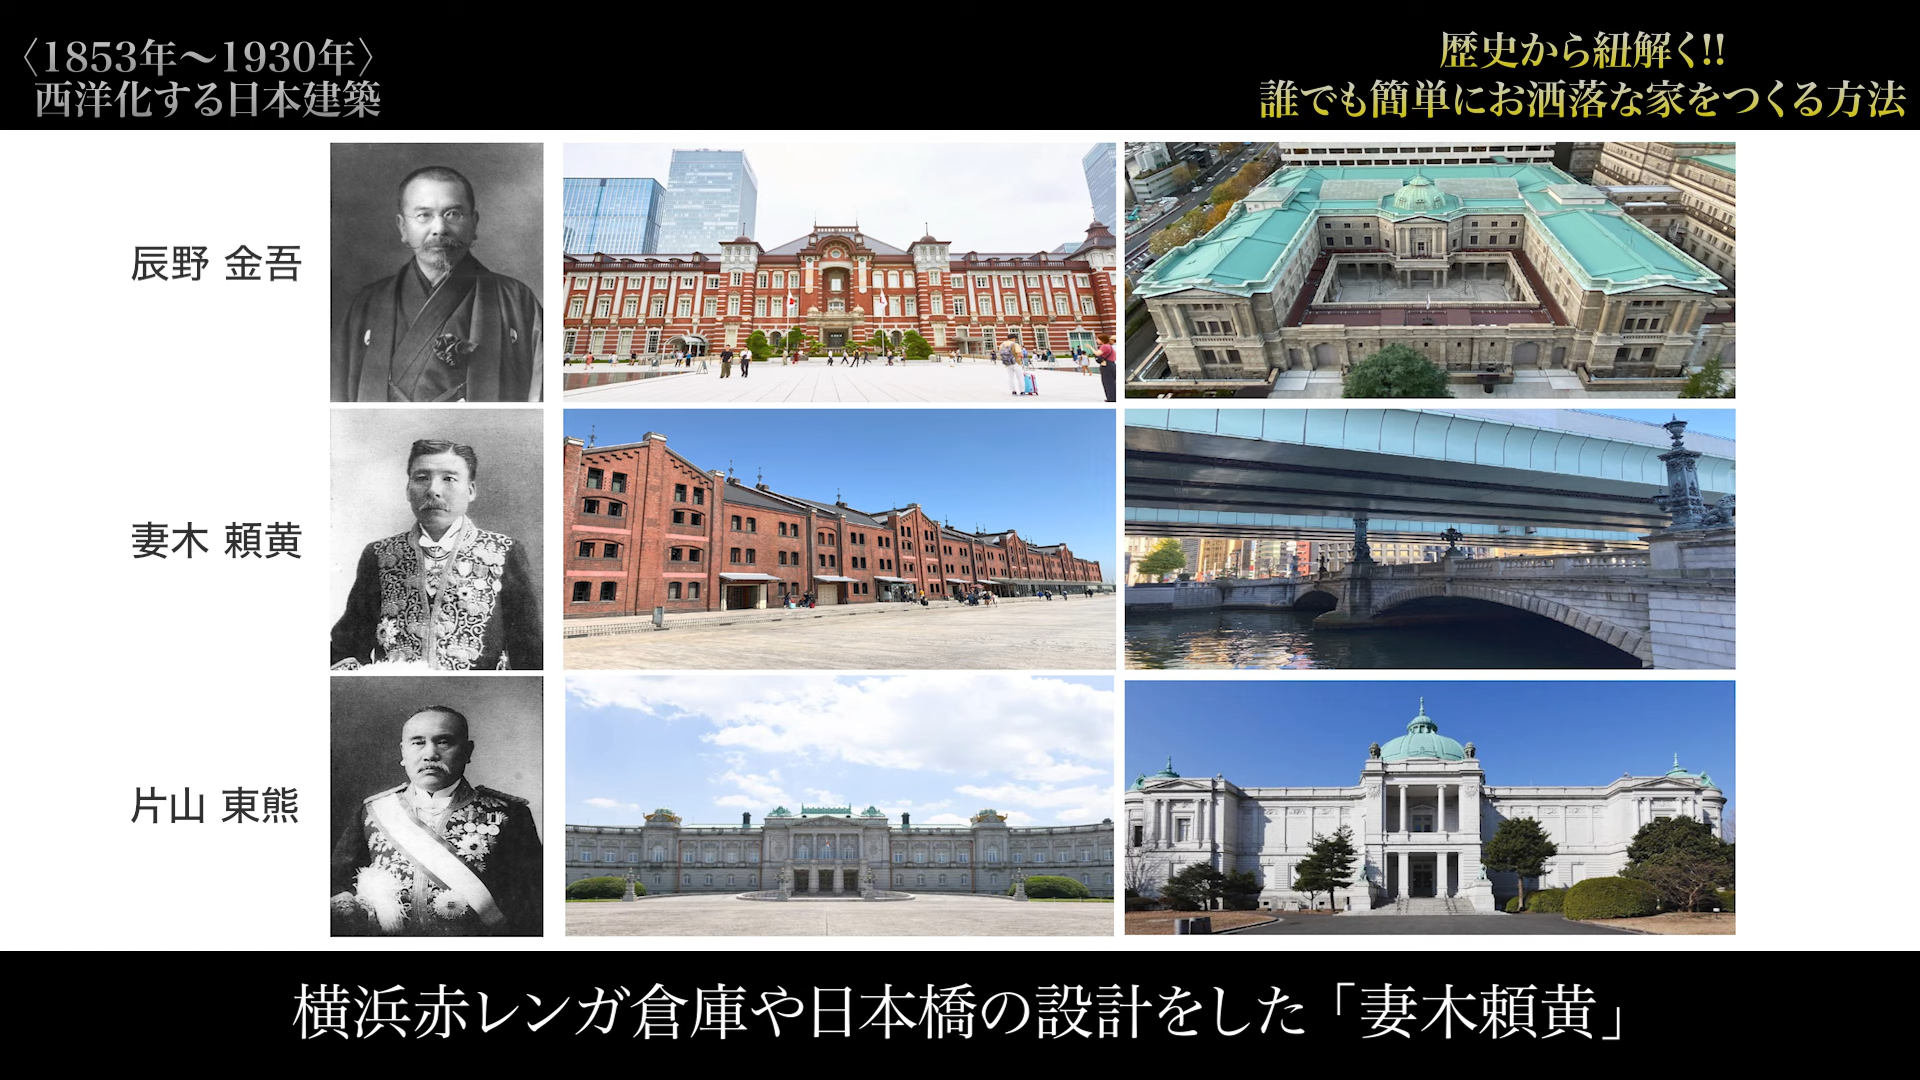 〈1853年〜1930年〉
西洋化する日本建築
歴史から紐解く!!
誰でも簡単にお洒落な家をつくる方法
辰野 金吾
妻木 頼黄
片山 東熊
横浜赤レンガ倉庫や日本橋の設計をした「妻木頼黄」